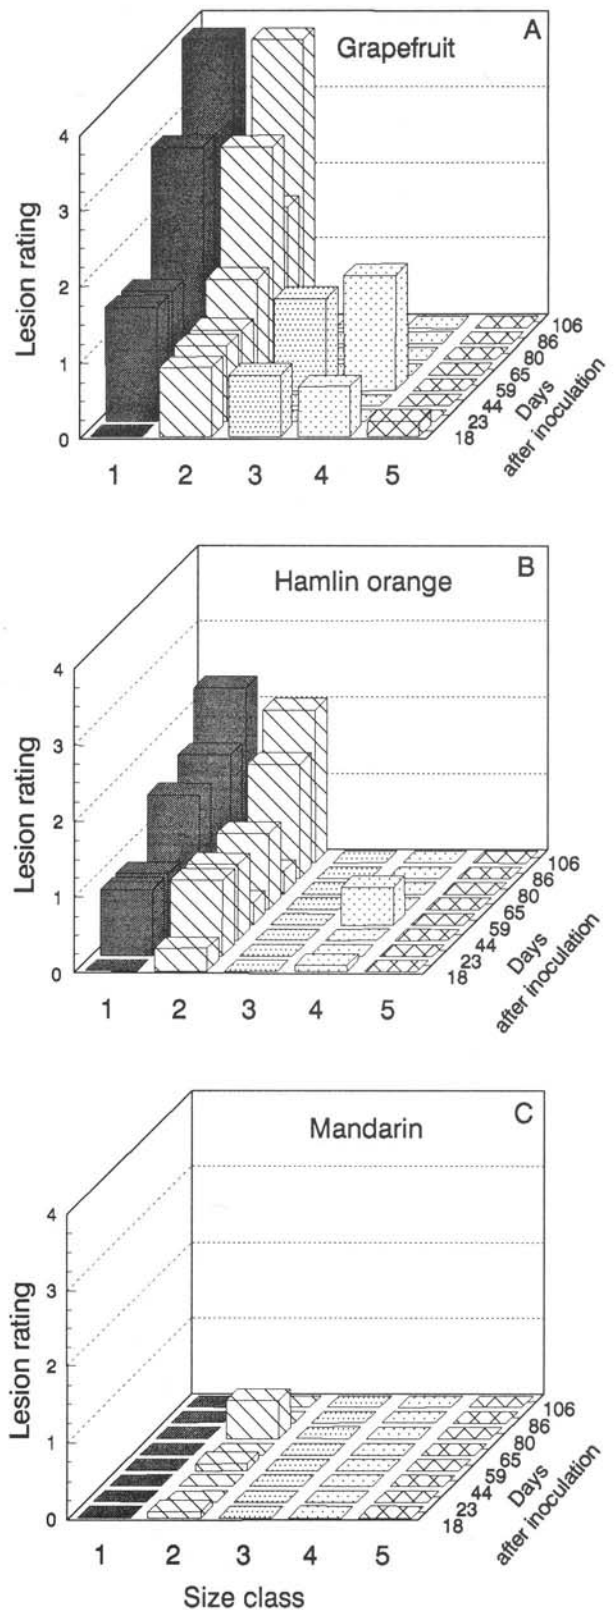 A
Grapefruit
4
3
2
1
0
Lesion rating
1 2 3 4 5
18 23 44 59 65 80 86 106
Days
after inoculation
B
Hamlin orange
4
3
2
1
0
Lesion rating
1 2 3 4 5
18 23 44 59 65 80 86 106
Days
after inoculation
C
Mandarin
4
3
2
1
0
Lesion rating
1 2 3 4 5
18 23 44 59 65 80 86 106
Days
after inoculation
Size class